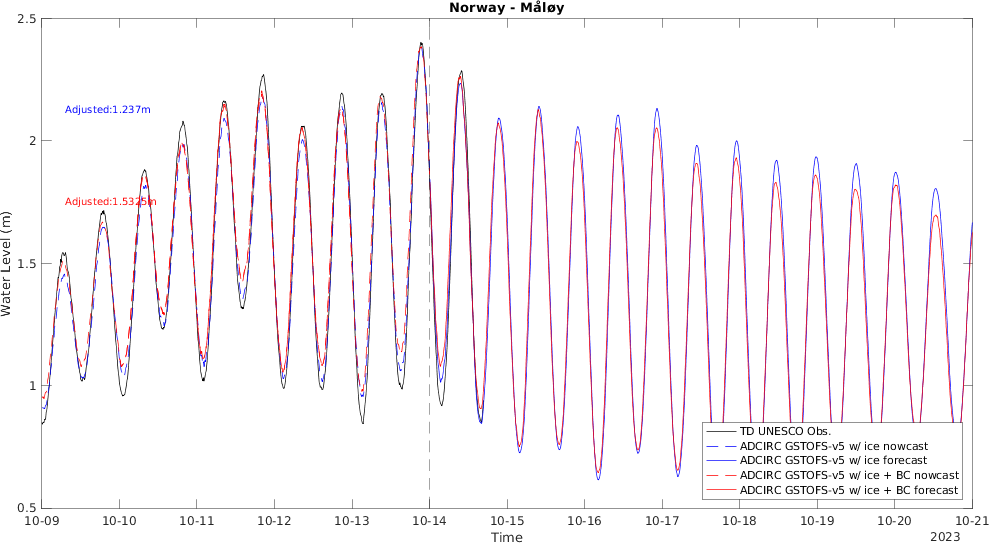 Norway - Måløy
2.5
2
1.5
1
0.5
Water Level (m)
Adjusted:1.237m
Adjusted:1.5325m
TD UNESCO Obs.
ADCIRC GSTOFS-v5 w/ ice nowcast
ADCIRC GSTOFS-v5 w/ ice forecast
ADCIRC GSTOFS-v5 w/ ice + BC nowcast
ADCIRC GSTOFS-v5 w/ ice + BC forecast
10-09 10-10 10-11 10-12 10-13 10-14 10-15 10-16 10-17 10-18 10-19 10-20 10-21
Time
2023